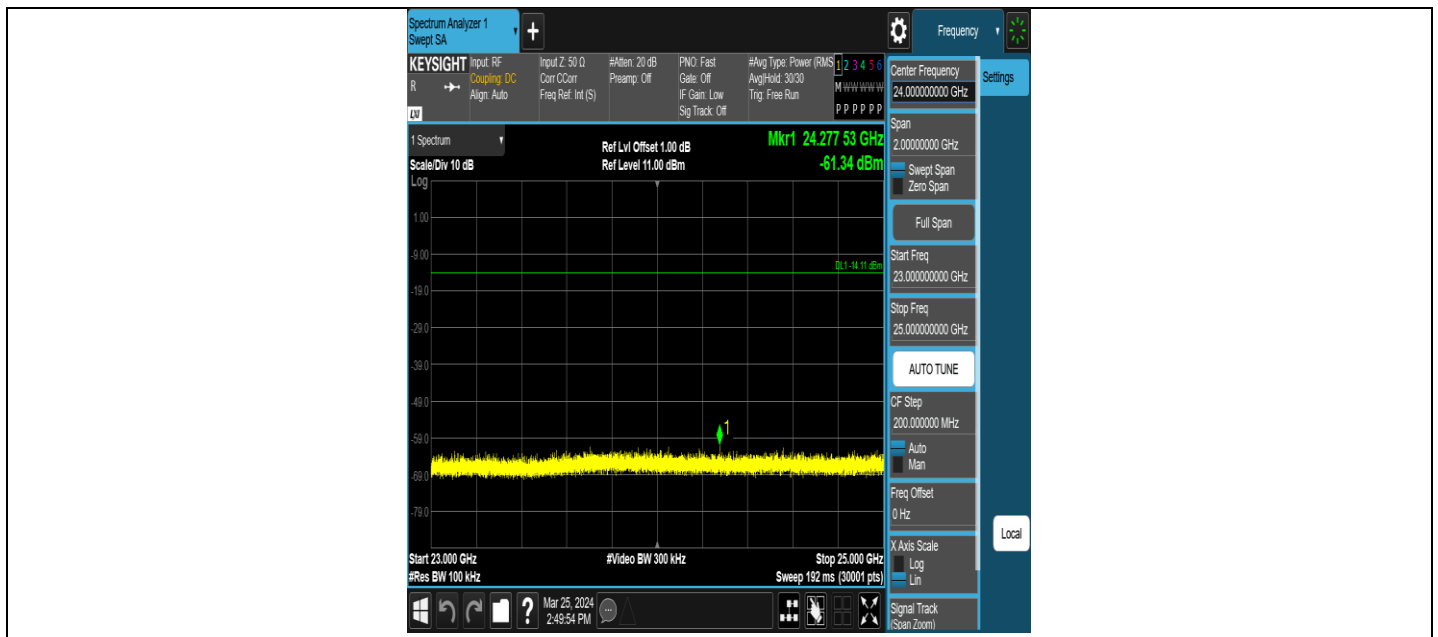 Spectrum Analyzer 1
Swept SA
+
Frequency
KEYSIGHT
R
LXI
Input: RF
Coupling: DC
Align: Auto
Input Z: 50 Ω
Corr CCorr
Freq Ref: Int (S)
#Atten: 20 dB
Preamp: Off
PNO: Fast
Gate: Off
IF Gain: Low
Sig Track: Off
#Avg Type: Power (RMS
Avg|Hold: 30/30
Trig: Free Run
1 2 3 4 5 6
M W W W W W
P P P P P P
1 Spectrum
Scale/Div 10 dB
Log
Ref Lvl Offset 1.00 dB
Ref Level 11.00 dBm
Mkr1 24.277 53 GHz
-61.34 dBm
1.00
-9.00
DL1 -14.11 dBm
-19.0
-29.0
-39.0
-49.0
1
-59.0
-69.0
-79.0
Start 23.000 GHz
#Video BW 300 kHz
Stop 25.000 GHz
#Res BW 100 kHz
Sweep 192 ms (30001 pts)
?
Mar 25, 2024
2:49:54 PM
Center Frequency
24.000000000 GHz
Settings
Span
2.00000000 GHz
Swept Span
Zero Span
Full Span
Start Freq
23.000000000 GHz
Stop Freq
25.000000000 GHz
AUTO TUNE
CF Step
200.000000 MHz
Auto
Man
Freq Offset
0 Hz
X Axis Scale
Log
Lin
Local
Signal Track
(Span Zoom)